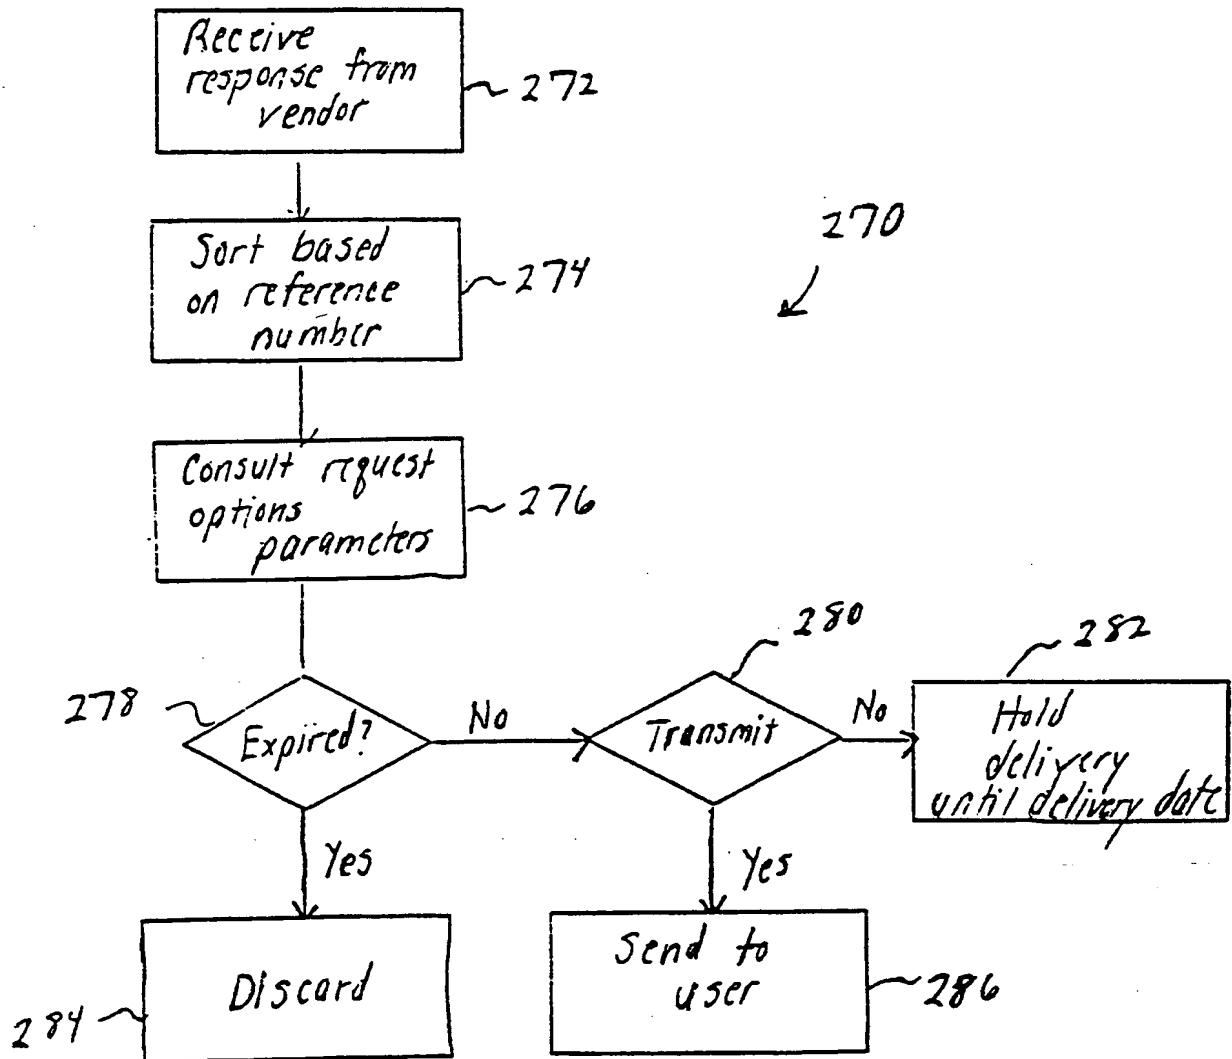 Receive
response from
vendor
272
Sort based
on reference
number
274
270
Consult request
options
parameters
276
278
Expired?
No
280
Transmit
No
282
Hold
delivery
until delivery date
Yes
Yes
Discard
284
Send to
user
286